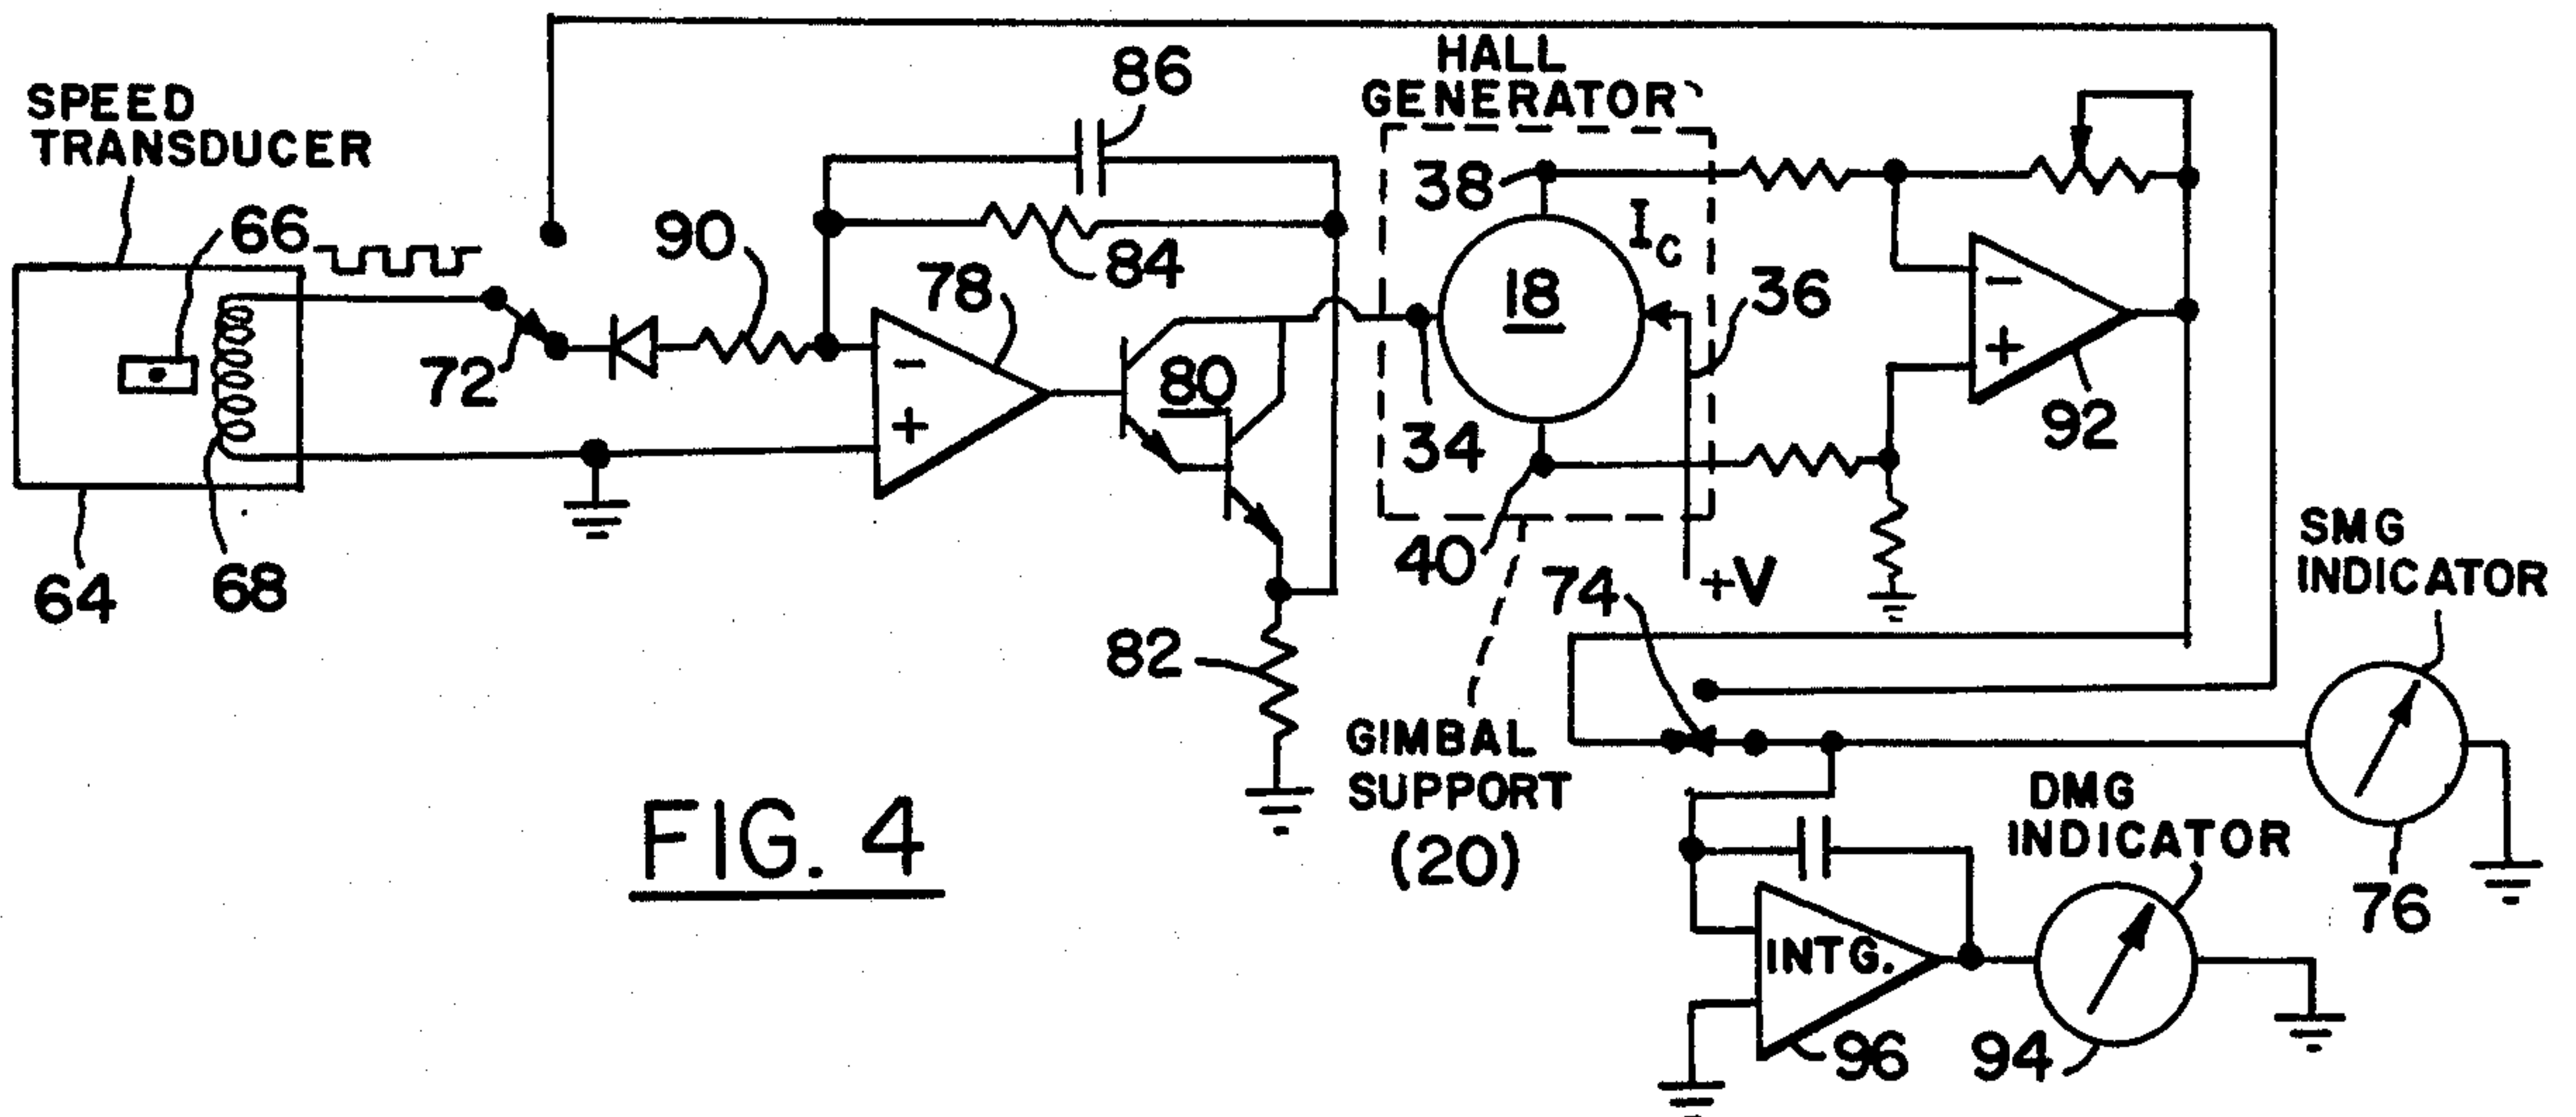 SPEED
TRANSDUCER
66
72
64
68
90
86
84
78
-
+
80
82
HALL
GENERATOR
38
I_C
18
36
34
40
+V
-
+
92
74
GIMBAL
SUPPORT
(20)
SMG
INDICATOR
76
DMG
INDICATOR
INTG.
96
94
FIG. 4